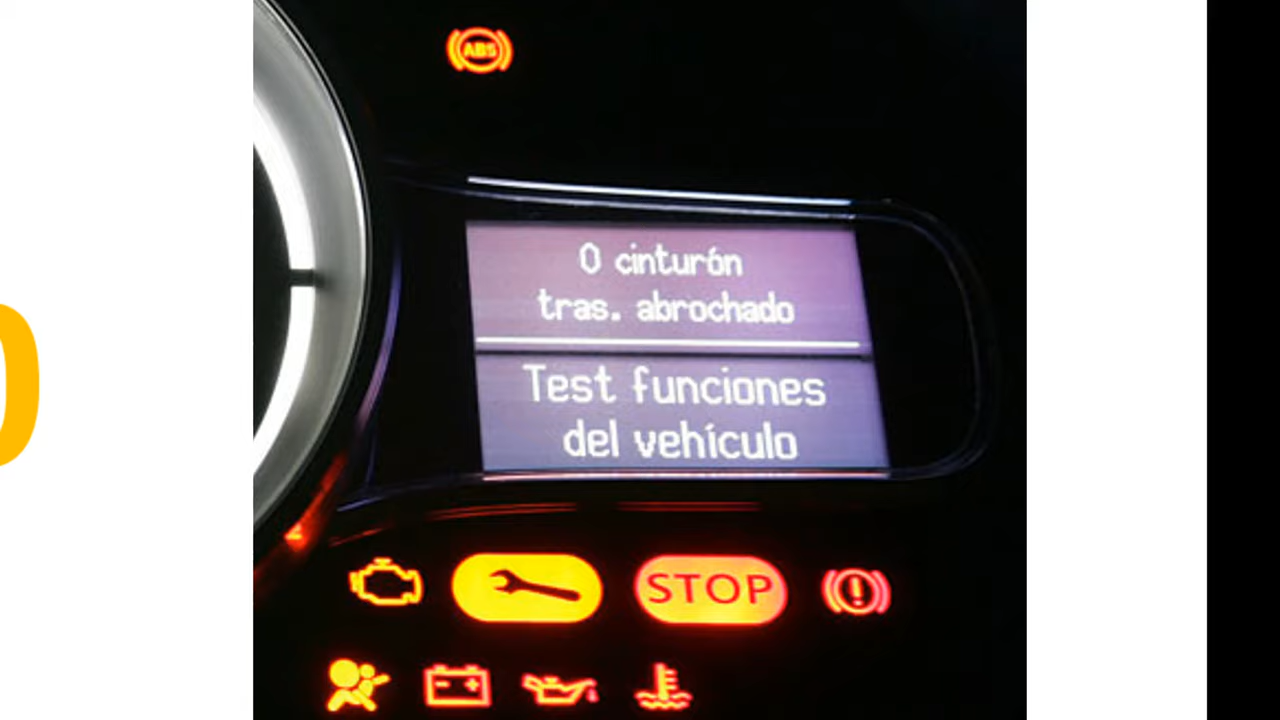 ABS
0 cinturón
tras. abrochado
Test funciones
del vehículo
STOP